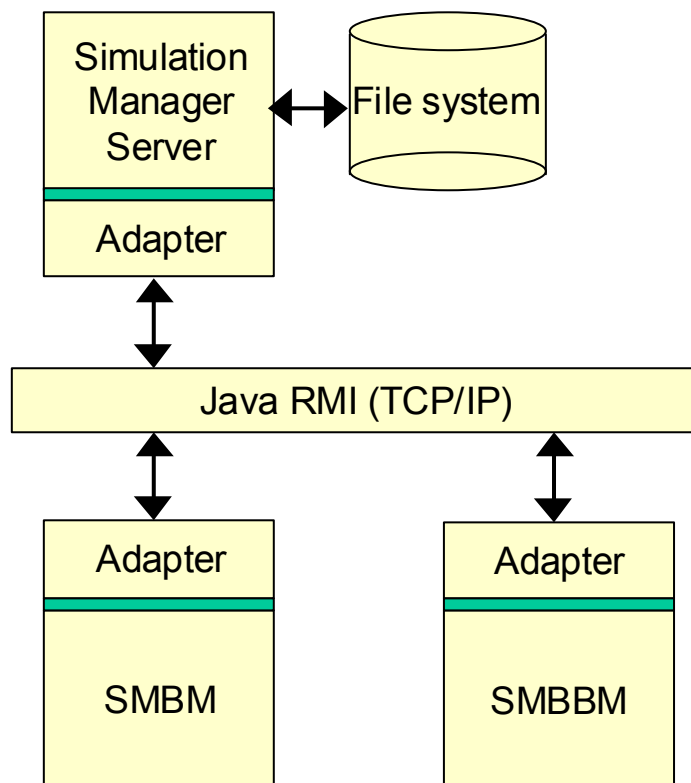 Simulation
Manager
Server
File system
Adapter
Java RMI (TCP/IP)
Adapter
Adapter
SMBM
SMBBM